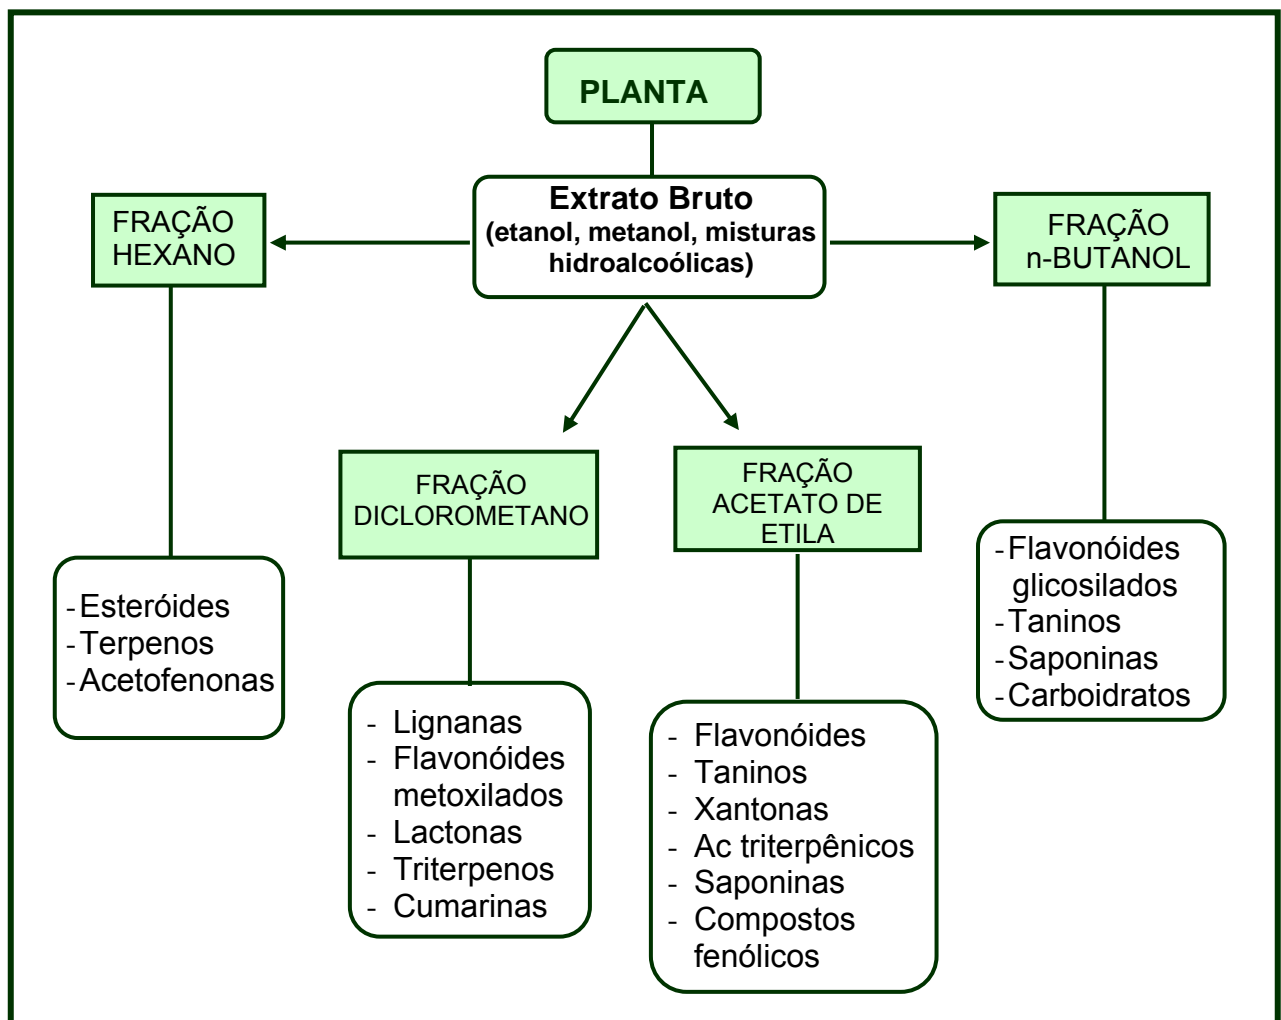 PLANTA
Extrato Bruto
(etanol, metanol, misturas
hidroalcoólicas)
FRAÇÃO
HEXANO
FRAÇÃO
n-BUTANOL
FRAÇÃO
DICLOROMETANO
FRAÇÃO
ACETATO DE
ETILA
-Esteróides
-Terpenos
-Acetofenonas
- Lignanas
- Flavonóides
metoxilados
- Lactonas
- Triterpenos
- Cumarinas
- Flavonóides
- Taninos
- Xantonas
- Ac triterpênicos
- Saponinas
- Compostos
fenólicos
-Flavonóides
glicosilados
-Taninos
-Saponinas
-Carboidratos